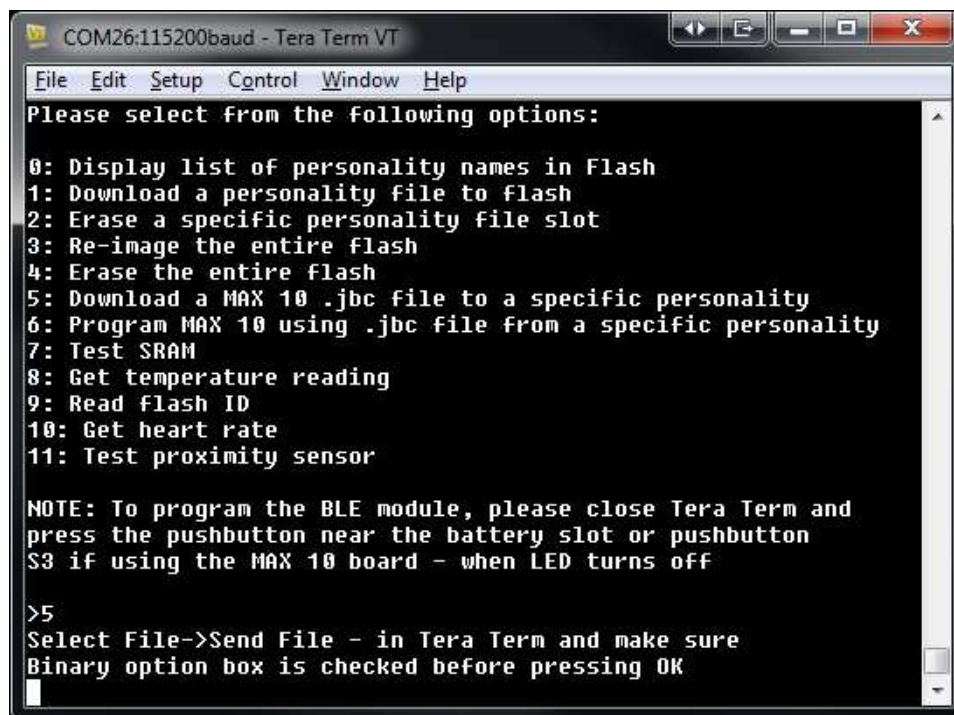 COM26:115200baud - Tera Term VT
File Edit Setup Control Window Help
Please select from the following options:
0: Display list of personality names in Flash
1: Download a personality file to flash
2: Erase a specific personality file slot
3: Re-image the entire flash
4: Erase the entire flash
5: Download a MAX 10 .jbc file to a specific personality
6: Program MAX 10 using .jbc file from a specific personality
7: Test SRAM
8: Get temperature reading
9: Read flash ID
10: Get heart rate
11: Test proximity sensor
NOTE: To program the BLE module, please close Tera Term and
press the pushbutton near the battery slot or pushbutton
S3 if using the MAX 10 board - when LED turns off
>5
Select File->Send File - in Tera Term and make sure
Binary option box is checked before pressing OK